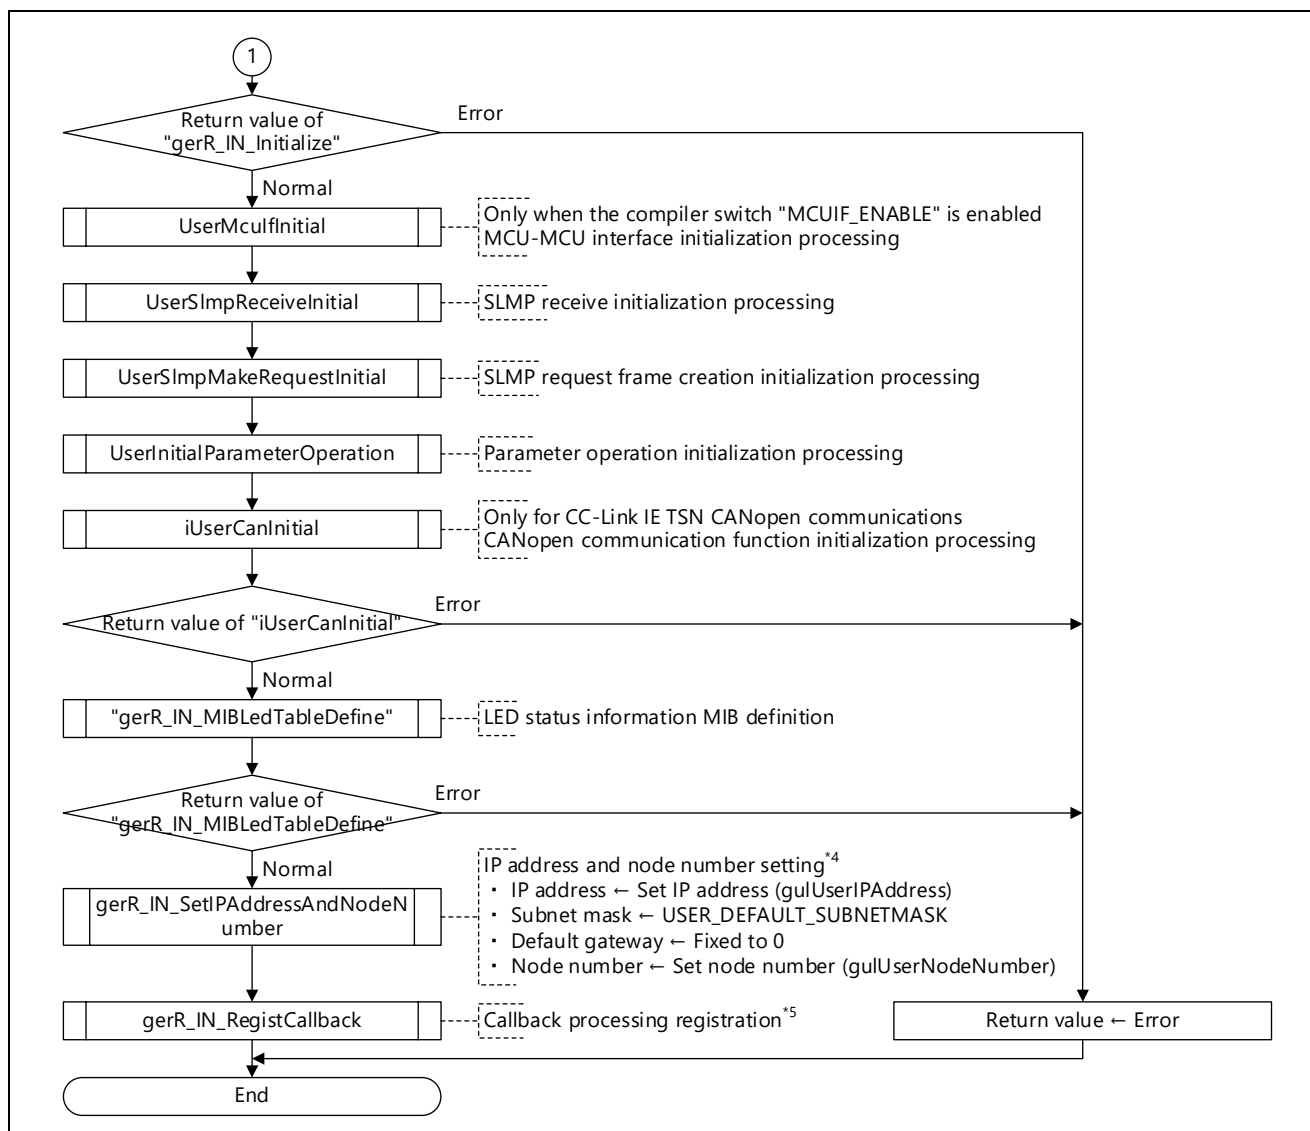 1
Return value of
"gerR_IN_Initialize"
Error
Normal
UserMcuIfInitial
Only when the compiler switch "MCUIF_ENABLE" is enabled
MCU-MCU interface initialization processing
UserSlmpReceiveInitial
SLMP receive initialization processing
UserSlmpMakeRequestInitial
SLMP request frame creation initialization processing
UserInitialParameterOperation
Parameter operation initialization processing
iUserCanInitial
Only for CC-Link IE TSN CANopen communications
CANopen communication function initialization processing
Return value of "iUserCanInitial"
Error
Normal
"gerR_IN_MIBLedTableDefine"
LED status information MIB definition
Return value of
"gerR_IN_MIBLedTableDefine"
Error
Normal
gerR_IN_SetIPAddressAndNodeN
umber
IP address and node number setting*4
・ IP address ← Set IP address (gulUserIPAddress)
・ Subnet mask ← USER_DEFAULT_SUBNETMASK
・ Default gateway ← Fixed to 0
・ Node number ← Set node number (gulUserNodeNumber)
gerR_IN_RegistCallback
Callback processing registration*5
Return value ← Error
End